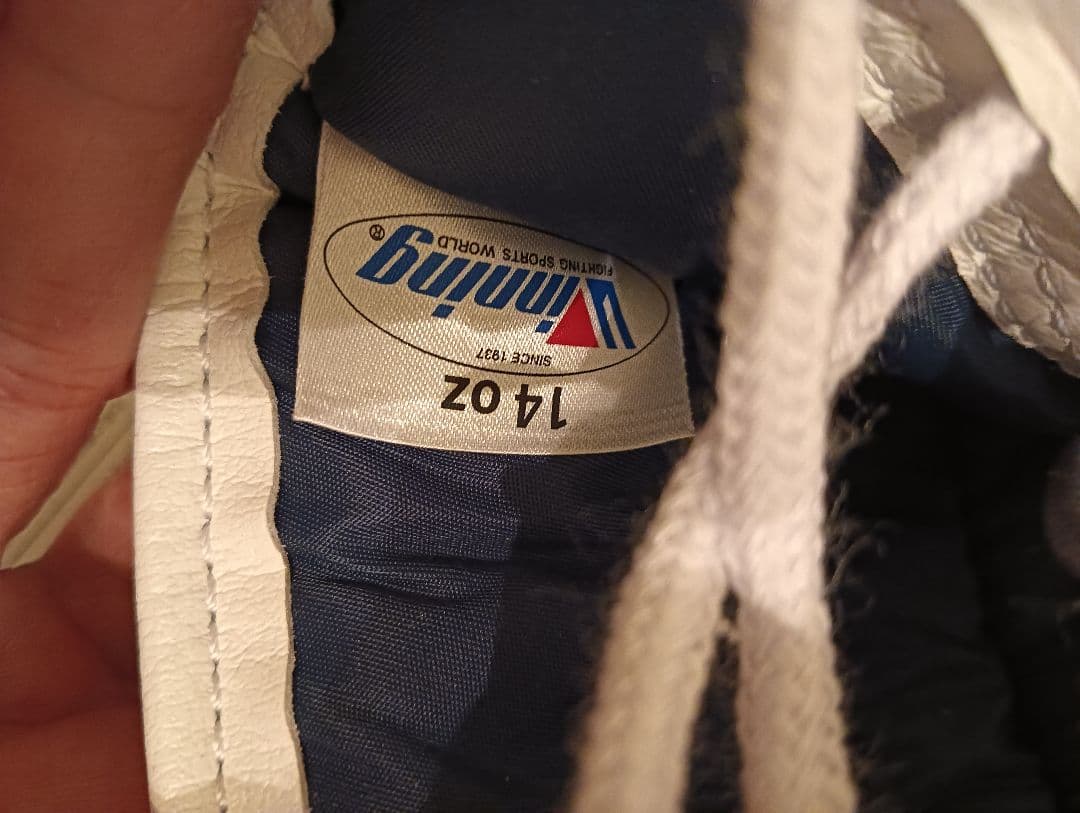 14 OZ
SINCE 1937
Winning®
FIGHTING SPORTS WORLD